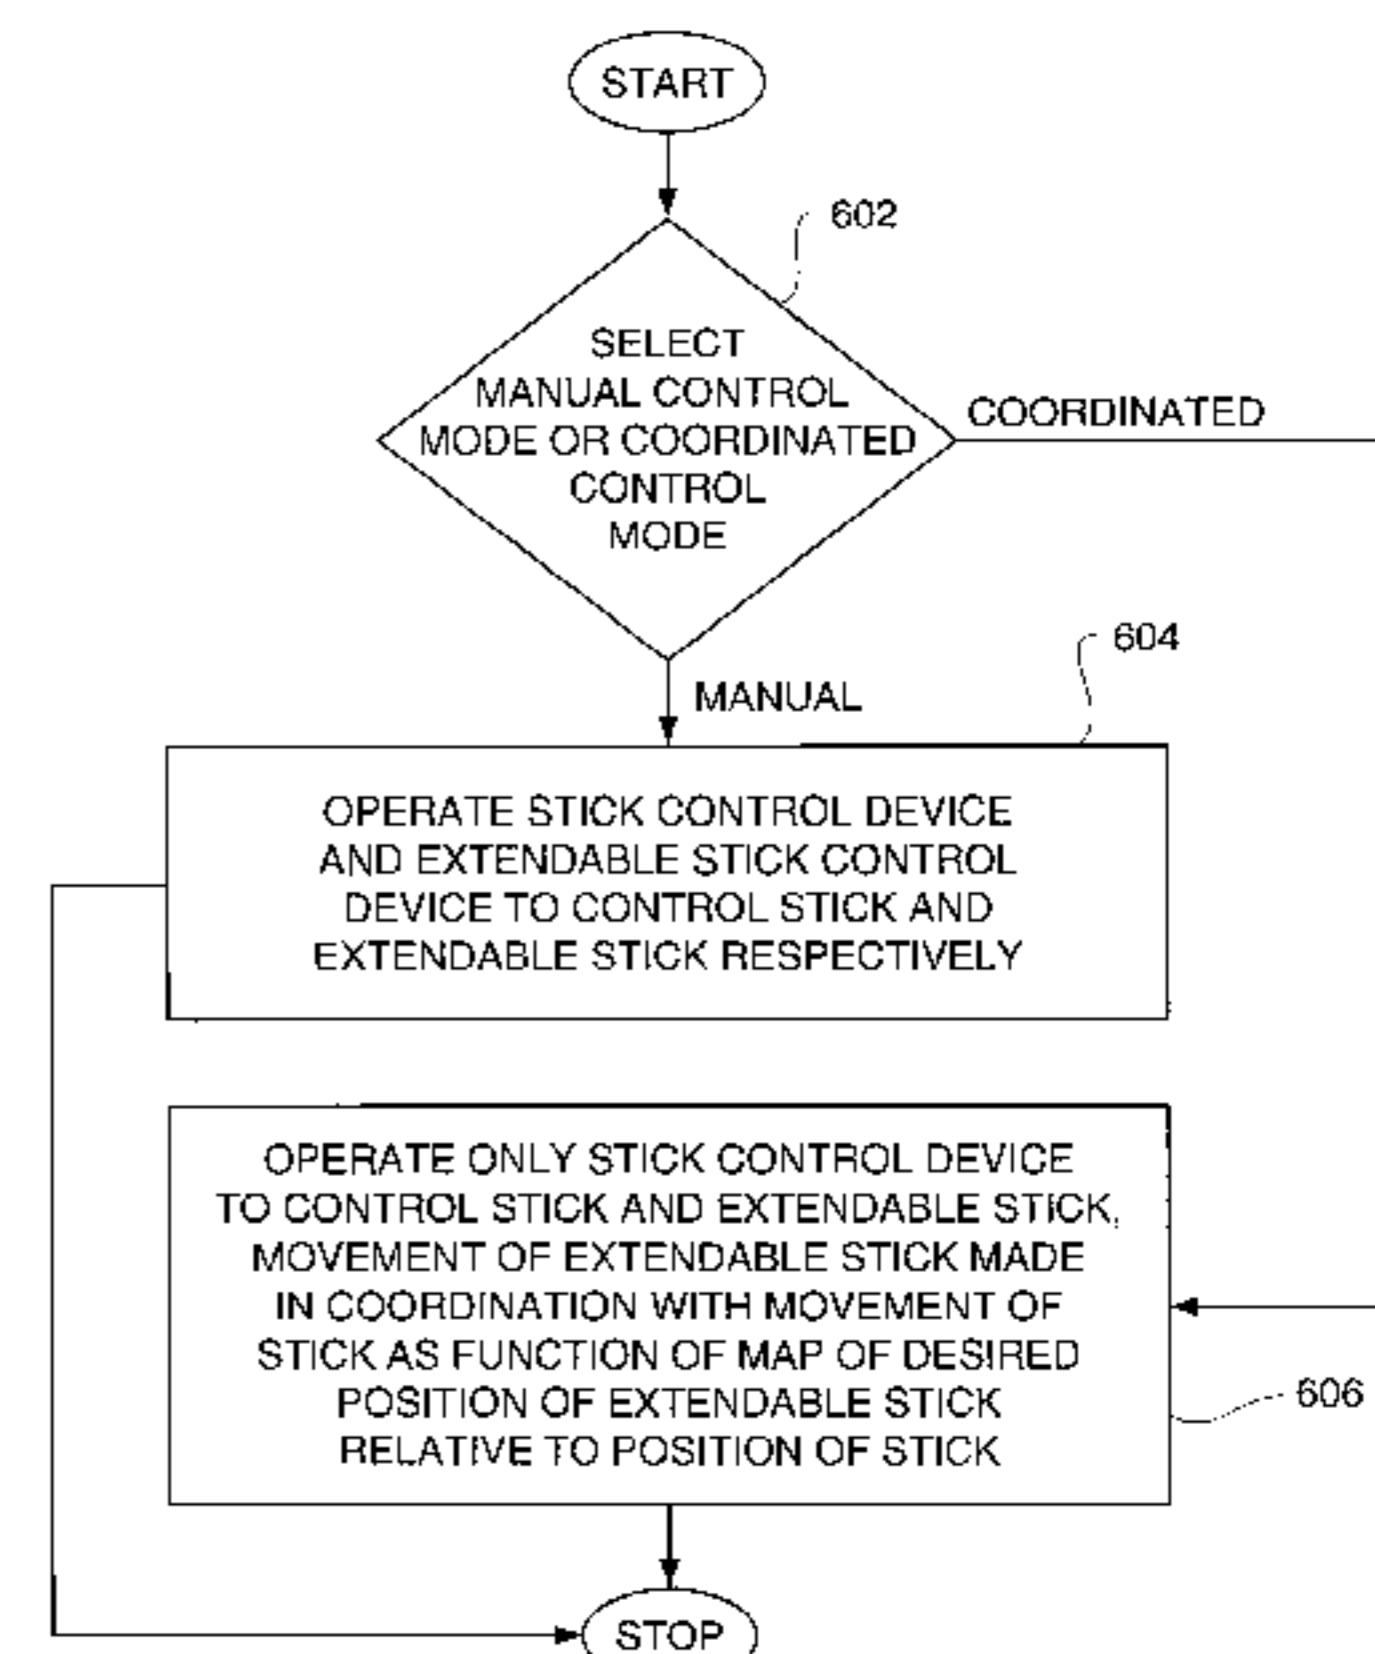 START
602
SELECT
MANUAL CONTROL
MODE OR COORDINATED
CONTROL
MODE
COORDINATED
604
MANUAL
OPERATE STICK CONTROL DEVICE
AND EXTENDABLE STICK CONTROL
DEVICE TO CONTROL STICK AND
EXTENDABLE STICK RESPECTIVELY
OPERATE ONLY STICK CONTROL DEVICE
TO CONTROL STICK AND EXTENDABLE STICK,
MOVEMENT OF EXTENDABLE STICK MADE
IN COORDINATION WITH MOVEMENT OF
STICK AS FUNCTION OF MAP OF DESIRED
POSITION OF EXTENDABLE STICK
RELATIVE TO POSITION OF STICK
606
STOP